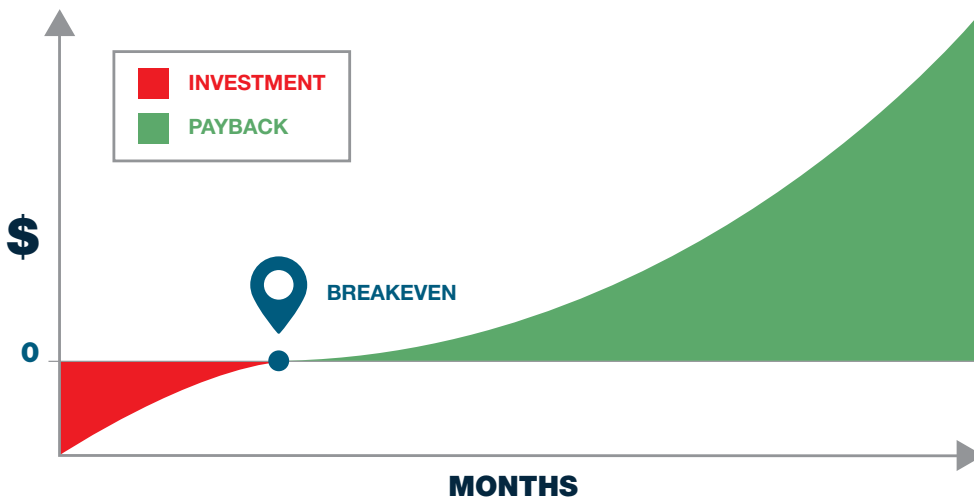 INVESTMENT
PAYBACK
$
BREAKEVEN
0
MONTHS